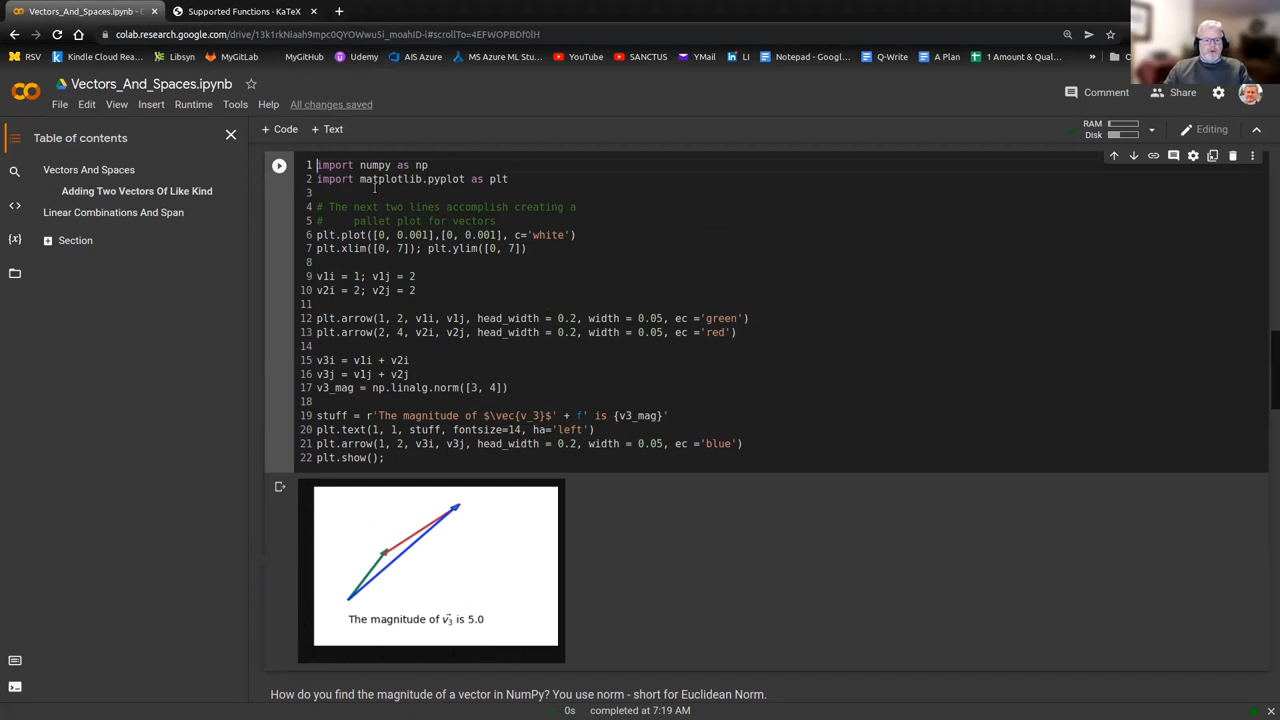 Vectors_And_Spaces.ipynb - C
Supported Functions - KaTeX
colab.research.google.com/drive/13k1rkNiaah9mpc0QYOWwu5i_moahID-i#scrollTo=4EFWOPBDf0lH
RSV
Kindle Cloud Rea...
Libsyn
MyGitLab
MyGitHub
Udemy
AIS Azure
MS Azure ML Stu...
YouTube
SANCTUS
YMail
LI
Notepad - Googl...
Q-Write
A Plan
1 Amount & Qual...
Vectors_And_Spaces.ipynb
File Edit View Insert Runtime Tools Help All changes saved
Comment
Share
Table of contents
+ Code + Text
RAM
Disk
Editing
Vectors And Spaces
Adding Two Vectors Of Like Kind
Linear Combinations And Span
Section
1 import numpy as np
2 import matplotlib.pyplot as plt
3
4 # The next two lines accomplish creating a
5 # pallet plot for vectors
6 plt.plot([0, 0.001],[0, 0.001], c='white')
7 plt.xlim([0, 7]); plt.ylim([0, 7])
8
9 v1i = 1; v1j = 2
10 v2i = 2; v2j = 2
11
12 plt.arrow(1, 2, v1i, v1j, head_width = 0.2, width = 0.05, ec ='green')
13 plt.arrow(2, 4, v2i, v2j, head_width = 0.2, width = 0.05, ec ='red')
14
15 v3i = v1i + v2i
16 v3j = v1j + v2j
17 v3_mag = np.linalg.norm([3, 4])
18
19 stuff = r'The magnitude of $\vec{v_3}$' + f' is {v3_mag}'
20 plt.text(1, 1, stuff, fontsize=14, ha='left')
21 plt.arrow(1, 2, v3i, v3j, head_width = 0.2, width = 0.05, ec ='blue')
22 plt.show();
The magnitude of v⃗₃ is 5.0
How do you find the magnitude of a vector in NumPy? You use norm - short for Euclidean Norm.
0s completed at 7:19 AM